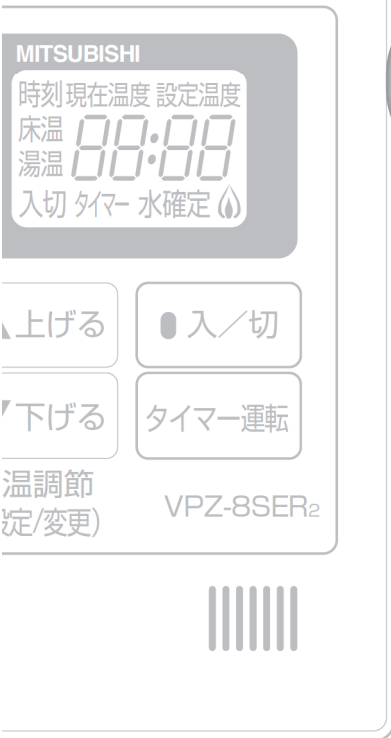 MITSUBISHI
時刻 現在温度 設定温度
床温
湯温
88:88
入切 タイマー 水確定
▲上げる
入／切
▼下げる
タイマー運転
温調節
定/変更)
VPZ-8SER2